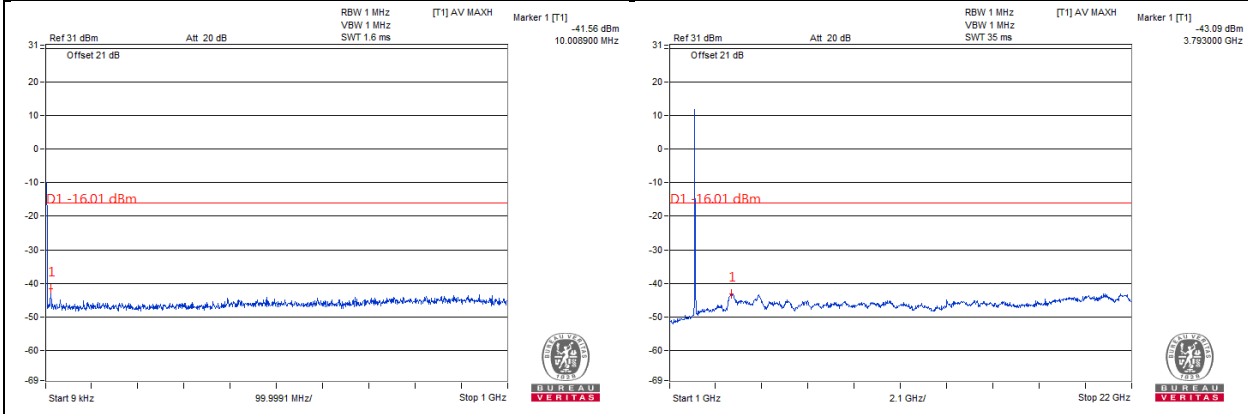 RBW 1 MHz [T1] AV MAXH Marker 1 [T1]
VBW 1 MHz -41.56 dBm
Ref 31 dBm Att 20 dB SWT 1.6 ms 10.008900 MHz
31
Offset 21 dB
20
10
0
-10
D1 -16.01 dBm
-20
-30
1
-40
-50
-60
-69
Start 9 kHz 99.9991 MHz/ Stop 1 GHz
BUREAU VERITAS
1828
BUREAU
VERITAS
RBW 1 MHz [T1] AV MAXH Marker 1 [T1]
VBW 1 MHz -43.09 dBm
Ref 31 dBm Att 20 dB SWT 35 ms 3.793000 GHz
31
Offset 21 dB
20
10
0
-10
D1 -16.01 dBm
-20
-30
1
-40
-50
-60
-69
Start 1 GHz 2.1 GHz/ Stop 22 GHz
BUREAU VERITAS
1828
BUREAU
VERITAS